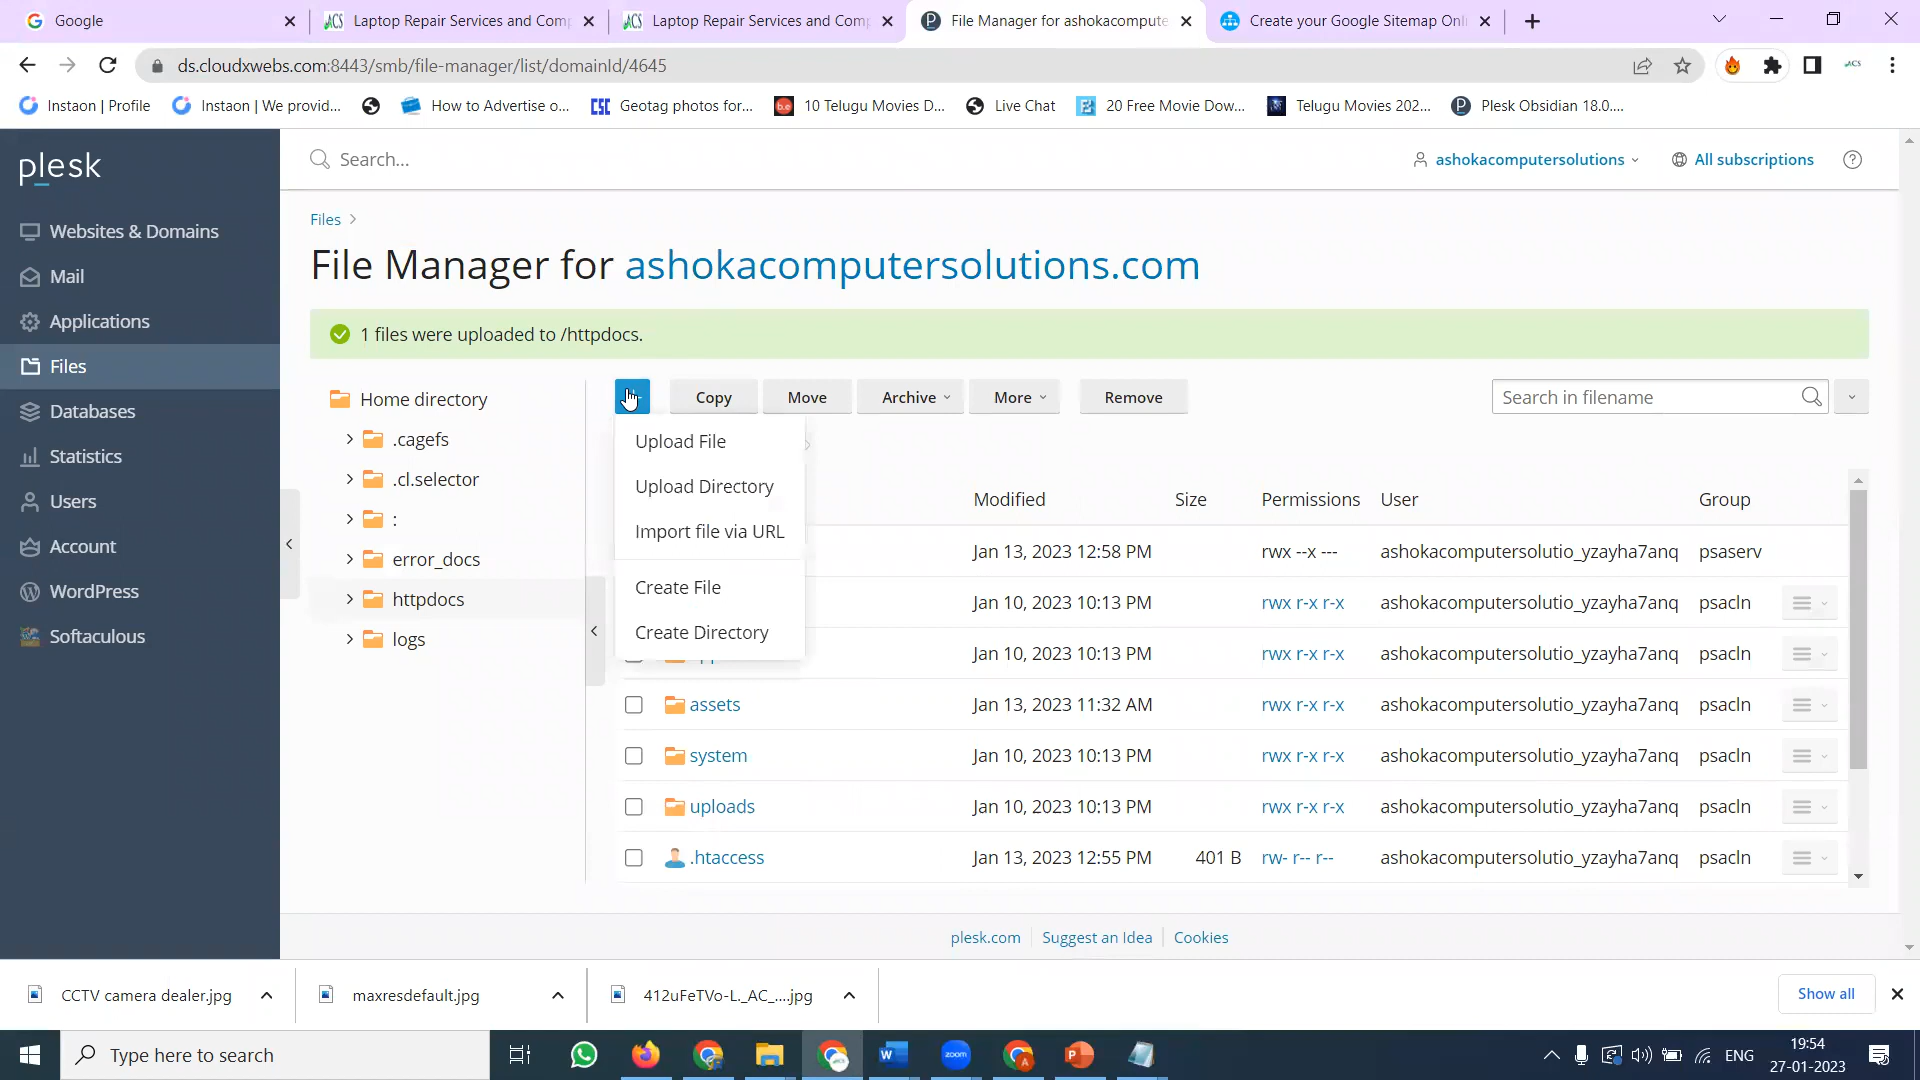 Google
Laptop Repair Services and Comp
Laptop Repair Services and Comp
File Manager for ashokacompute
Create your Google Sitemap Onl
ds.cloudxwebs.com:8443/smb/file-manager/list/domainId/4645
Instaon | Profile
Instaon | We provid...
How to Advertise o...
Geotag photos for...
10 Telugu Movies D...
Live Chat
20 Free Movie Dow...
Telugu Movies 202...
Plesk Obsidian 18.0....
plesk
Search...
ashokacomputersolutions
All subscriptions
Websites & Domains
Mail
Applications
Files
Databases
Statistics
Users
Account
WordPress
Softaculous
Files >
File Manager for ashokacomputersolutions.com
1 files were uploaded to /httpdocs.
Home directory
.cagefs
.cl.selector
:
error_docs
httpdocs
logs
Copy
Move
Archive
More
Remove
Search in filename
Upload File
Upload Directory
Import file via URL
Create File
Create Directory
Modified Size Permissions User Group
Jan 13, 2023 12:58 PM rwx --x --- ashokacomputersolutio_yzayha7anq psaserv
Jan 10, 2023 10:13 PM rwx r-x r-x ashokacomputersolutio_yzayha7anq psacln
Jan 10, 2023 10:13 PM rwx r-x r-x ashokacomputersolutio_yzayha7anq psacln
assets Jan 13, 2023 11:32 AM rwx r-x r-x ashokacomputersolutio_yzayha7anq psacln
system Jan 10, 2023 10:13 PM rwx r-x r-x ashokacomputersolutio_yzayha7anq psacln
uploads Jan 10, 2023 10:13 PM rwx r-x r-x ashokacomputersolutio_yzayha7anq psacln
.htaccess Jan 13, 2023 12:55 PM 401 B rw- r-- r-- ashokacomputersolutio_yzayha7anq psacln
plesk.com
Suggest an Idea
Cookies
CCTV camera dealer.jpg
maxresdefault.jpg
412uFeTVo-L._AC_....jpg
Show all
Type here to search
zoom
ENG
19:54
27-01-2023